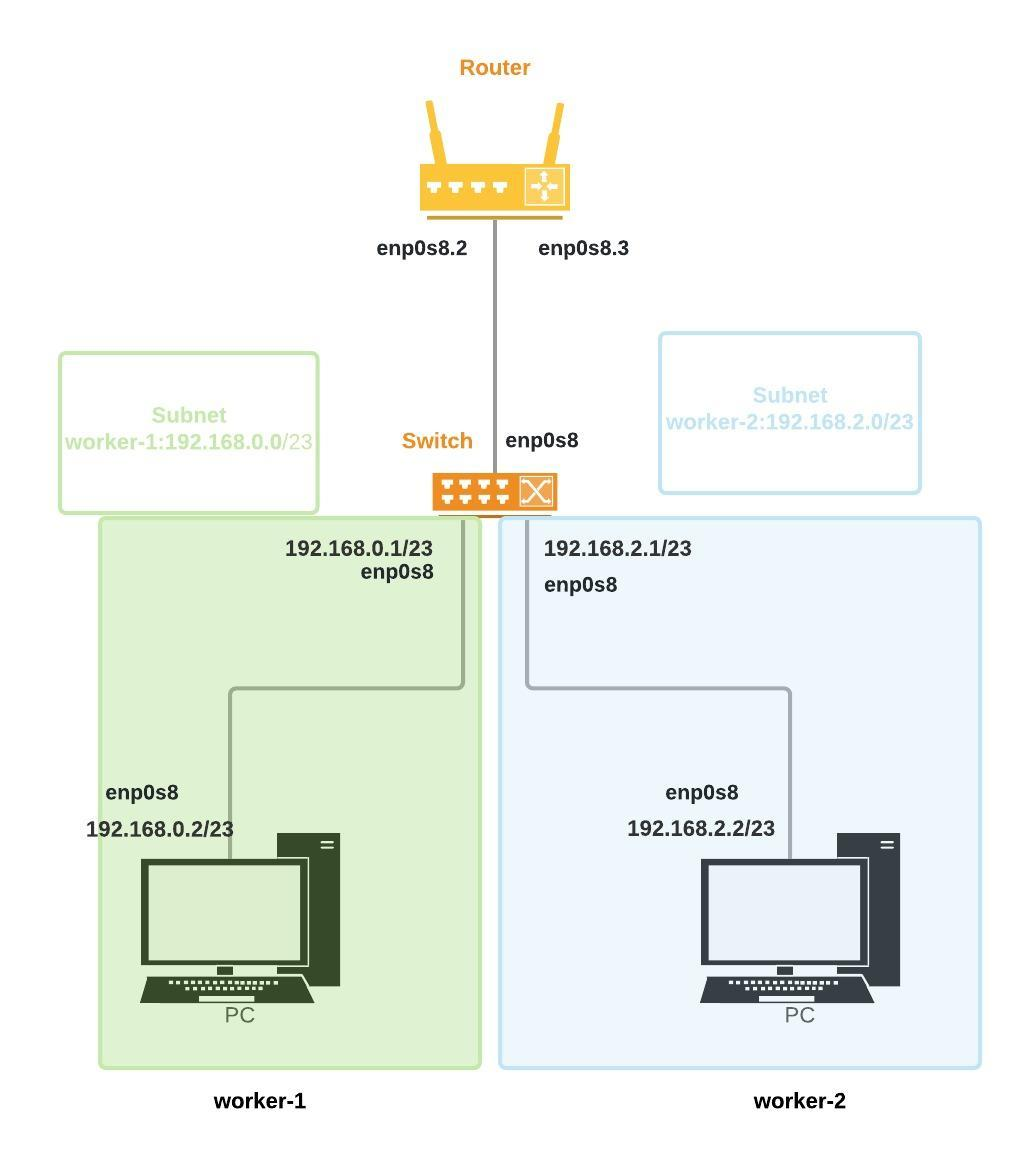 Router
enp0s8.2
enp0s8.3
Subnet
worker-1:192.168.0.0/23
Subnet
worker-2:192.168.2.0/23
Switch
enp0s8
192.168.0.1/23
enp0s8
192.168.2.1/23
enp0s8
enp0s8
192.168.0.2/23
enp0s8
192.168.2.2/23
PC
PC
worker-1
worker-2